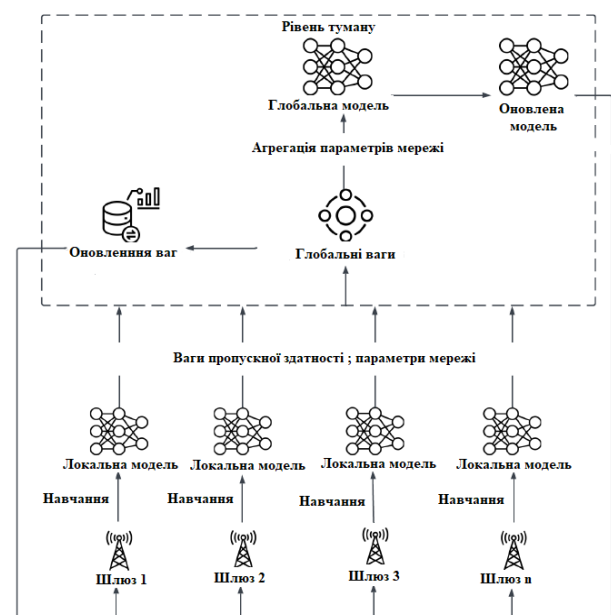 Рівень туману
Глобальна модель
Оновлена
модель
Агрегація параметрів мережі
Оновленння ваг
Глобальні ваги
Ваги пропускної здатності ; параметри мережі
Локальна модель
Локальна модель
Локальна модель
Локальна модель
Навчання
Навчання
Навчання
Навчання
Шлюз 1
Шлюз 2
Шлюз 3
Шлюз n